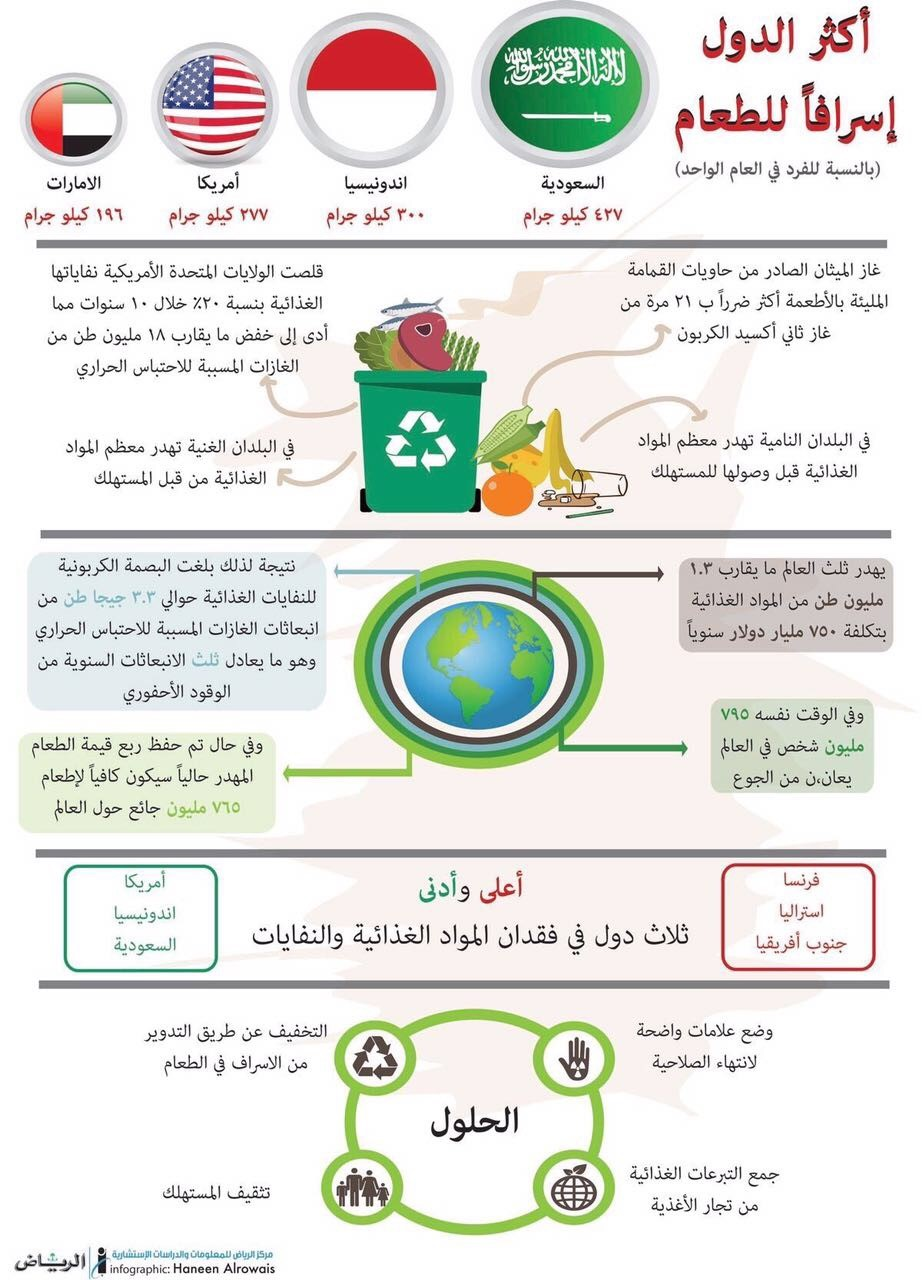 أكثر الدول
إسرافاً للطعام
(بالنسبة للفرد في العام الواحد)
السعودية
٤٢٧ كيلو جرام
اندونيسيا
٣٠٠ كيلو جرام
أمريكا
٢٧٧ كيلو جرام
الامارات
١٩٦ كيلو جرام
لا إله إلا الله محمد رسول الله
غاز الميثان الصادر من حاويات القمامة
المليئة بالأطعمة أكثر ضرراً ب ٢١ مرة من
غاز ثاني أكسيد الكربون
قلصت الولايات المتحدة الأمريكية نفاياتها
الغذائية بنسبة ٢٠٪ خلال ١٠ سنوات مما
أدى إلى خفض ما يقارب ١٨ مليون طن من
الغازات المسببة للاحتباس الحراري
في البلدان النامية تهدر معظم المواد
الغذائية قبل وصولها للمستهلك
في البلدان الغنية تهدر معظم المواد
الغذائية من قبل المستهلك
يهدر ثلث العالم ما يقارب ١.٣
مليون طن من المواد الغذائية
بتكلفة ٧٥٠ مليار دولار سنوياً
نتيجة لذلك بلغت البصمة الكربونية
للنفايات الغذائية حوالي ٣.٣ جيجا طن من
انبعاثات الغازات المسببة للاحتباس الحراري
وهو ما يعادل ثلث الانبعاثات السنوية من
الوقود الأحفوري
وفي الوقت نفسه ٧٩٥
مليون شخص في العالم
يعان،ن من الجوع
وفي حال تم حفظ ربع قيمة الطعام
المهدر حالياً سيكون كافياً لإطعام
٧٦٥ مليون جائع حول العالم
أعلى وأدنى
ثلاث دول في فقدان المواد الغذائية والنفايات
فرنسا
استراليا
جنوب أفريقيا
أمريكا
اندونيسيا
السعودية
الحلول
وضع علامات واضحة
لانتهاء الصلاحية
التخفيف عن طريق التدوير
من الاسراف في الطعام
جمع التبرعات الغذائية
من تجار الأغذية
تثقيف المستهلك
الرياض
مركز الرياض للمعلومات والدراسات الإستشارية
infographic: Haneen Alrowais